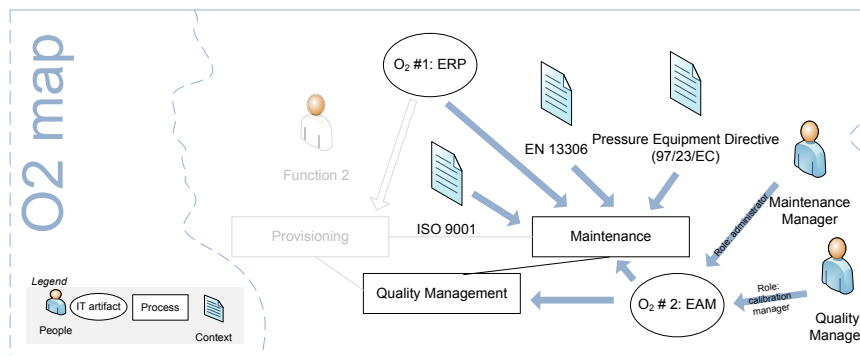 O2 map
O₂ #1: ERP
EN 13306
Pressure Equipment Directive
(97/23/EC)
Function 2
Maintenance
Manager
Role: administrator
Provisioning
ISO 9001
Maintenance
Quality Management
O₂ # 2: EAM
Role:
calibration
manager
Quality
Manage
Legend
People
IT artifact
Process
Context